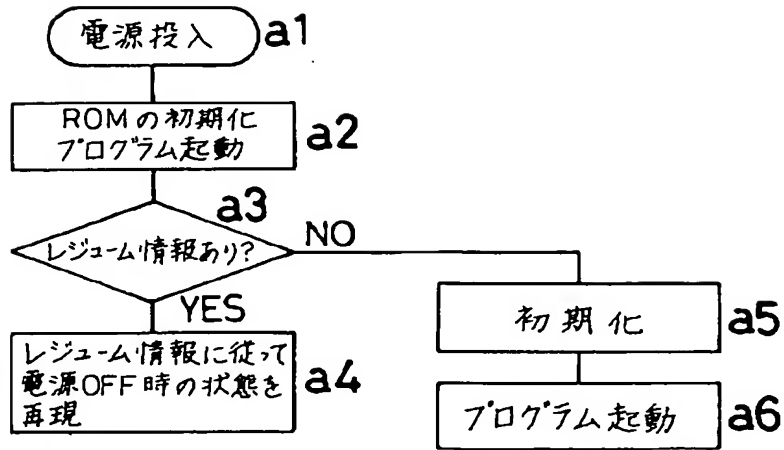 電源投入
a1
ROMの初期化
プログラム起動
a2
a3
レジューム情報あり?
NO
YES
レジューム情報に従って
電源OFF時の状態を
再現
a4
初期化
a5
プログラム起動
a6